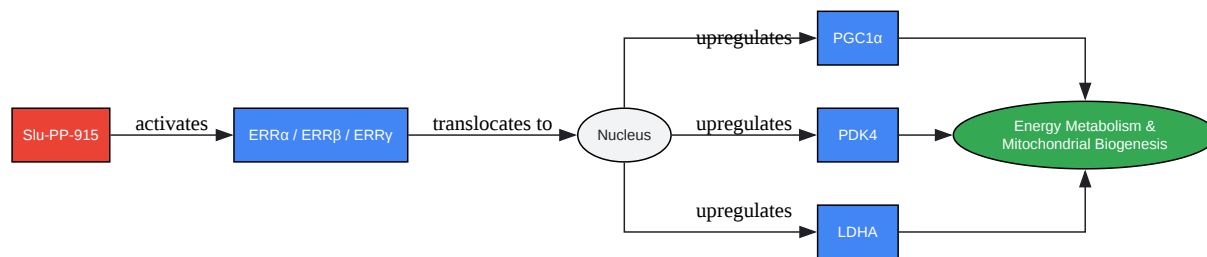 Slu-PP-915
activates
ERRα / ERRβ / ERRγ
translocates to
Nucleus
upregulates
PGC1α
upregulates
PDK4
upregulates
LDHA
Energy Metabolism &
Mitochondrial Biogenesis